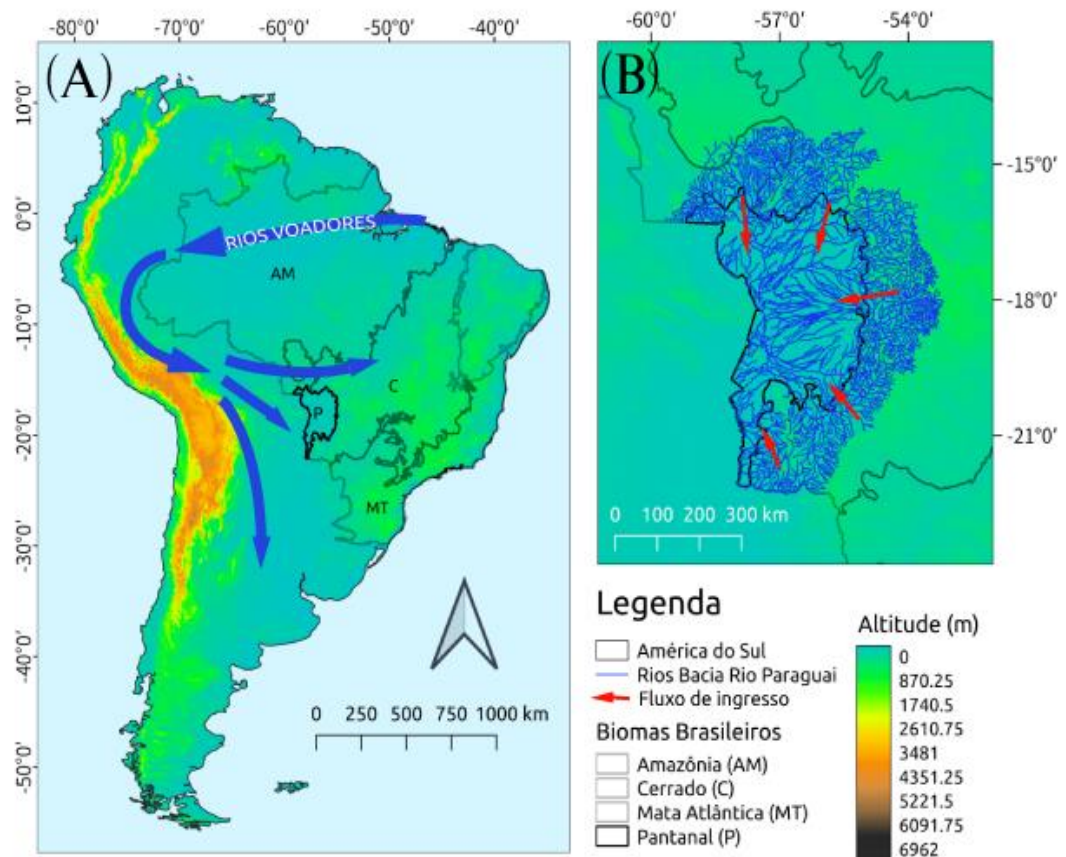 -80°0' -70°0' -60°0' -50°0' -40°0'
(A)
10°0'
0°0'
-10°0'
-20°0'
-30°0'
-40°0'
-50°0'
RIOS VOADORES
AM
C
P
MT
0 250 500 750 1000 km
-60°0' -57°0' -54°0'
(B)
-15°0'
-18°0'
-21°0'
0 100 200 300 km
Legenda
América do Sul
Rios Bacia Rio Paraguai
Fluxo de ingresso
Biomas Brasileiros
Amazônia (AM)
Cerrado (C)
Mata Atlântica (MT)
Pantanal (P)
Altitude (m)
0
870.25
1740.5
2610.75
3481
4351.25
5221.5
6091.75
6962